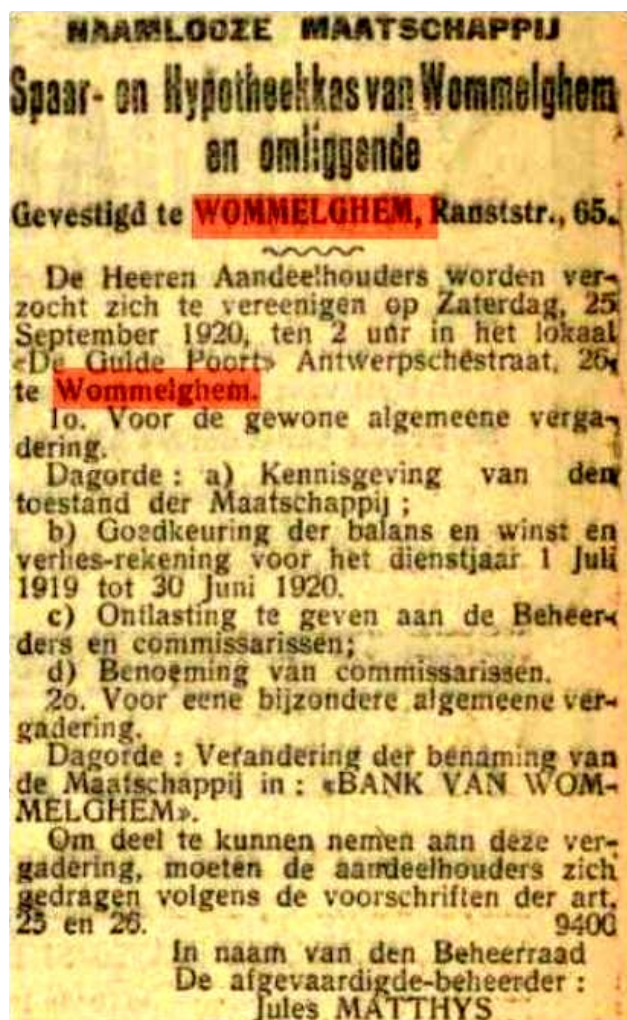 NAAMLOOZE MAATSCHAPPIJ
Spaar- en Hypotheekkas van Wommelghem
en omliggende
Gevestigd te WOMMELGHEM, Ranststr., 65.
De Heeren Aandeelhouders worden ver-
zocht zich te vereenigen op Zaterdag, 25
September 1920, ten 2 uur in het lokaal
«De Gulde Poort» Antwerpschestraat, 26,
te Wommelghem.
1o. Voor de gewone algemeene verga-
dering.
Dagorde : a) Kennisgeving van den
toestand der Maatschappij ;
b) Goedkeuring der balans en winst en
verlies-rekening voor het dienstjaar 1 Juli
1919 tot 30 Juni 1920.
c) Ontlasting te geven aan de Beheer-
ders en commissarissen;
d) Benoeming van commissarissen.
2o. Voor eene bijzondere algemeene ver-
gadering.
Dagorde : Verandering der benaming van
de Maatschappij in : «BANK VAN WOM-
MELGHEM».
Om deel te kunnen nemen aan deze ver-
gadering, moeten de aandeelhouders zich
gedragen volgens de voorschriften der art.
25 en 26. 9400
In naam van den Beheerraad
De afgevaardigde-beheerder :
Jules MATTHYS